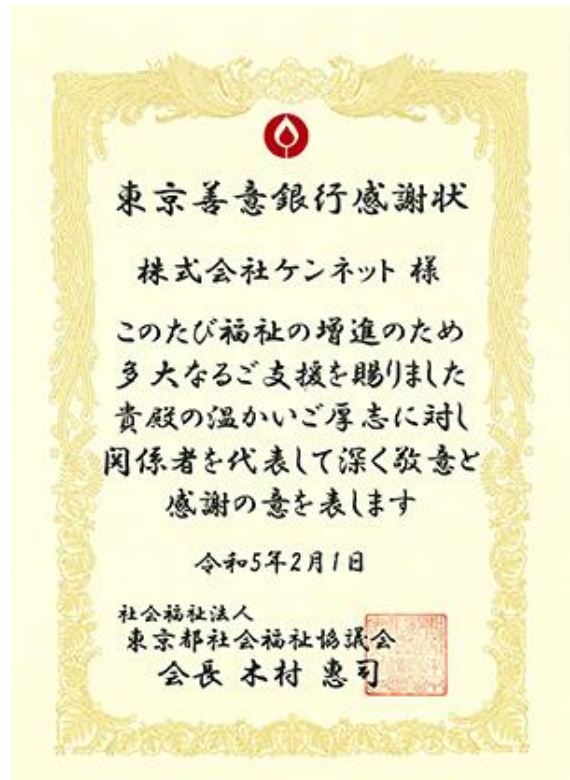 東京善意銀行感謝状
株式会社ケンネット 様
このたび福祉の増進のため
多大なるご支援を賜りました
貴殿の温かいご厚志に対し
関係者を代表して深く敬意と
感謝の意を表します
令和5年2月1日
社会福祉法人
東京都社会福祉協議会
会長 木村 惠司